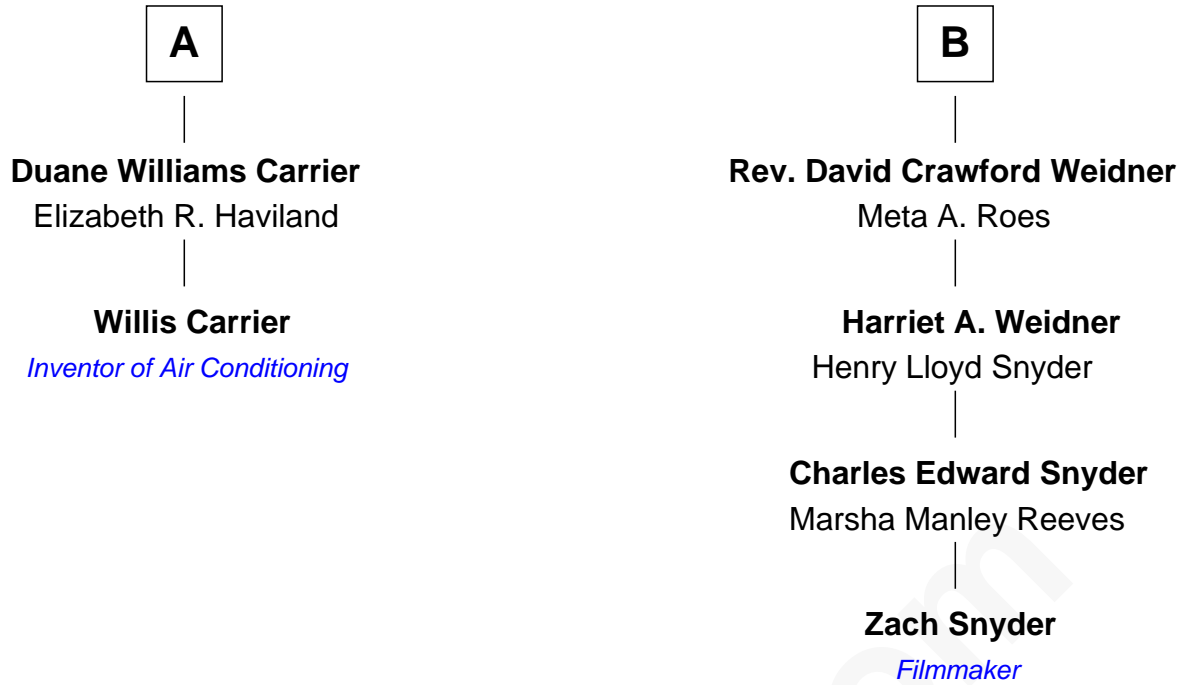 A
Duane Williams Carrier
Elizabeth R. Haviland
Willis Carrier
Inventor of Air Conditioning
B
Rev. David Crawford Weidner
Meta A. Roes
Harriet A. Weidner
Henry Lloyd Snyder
Charles Edward Snyder
Marsha Manley Reeves
Zach Snyder
Filmmaker